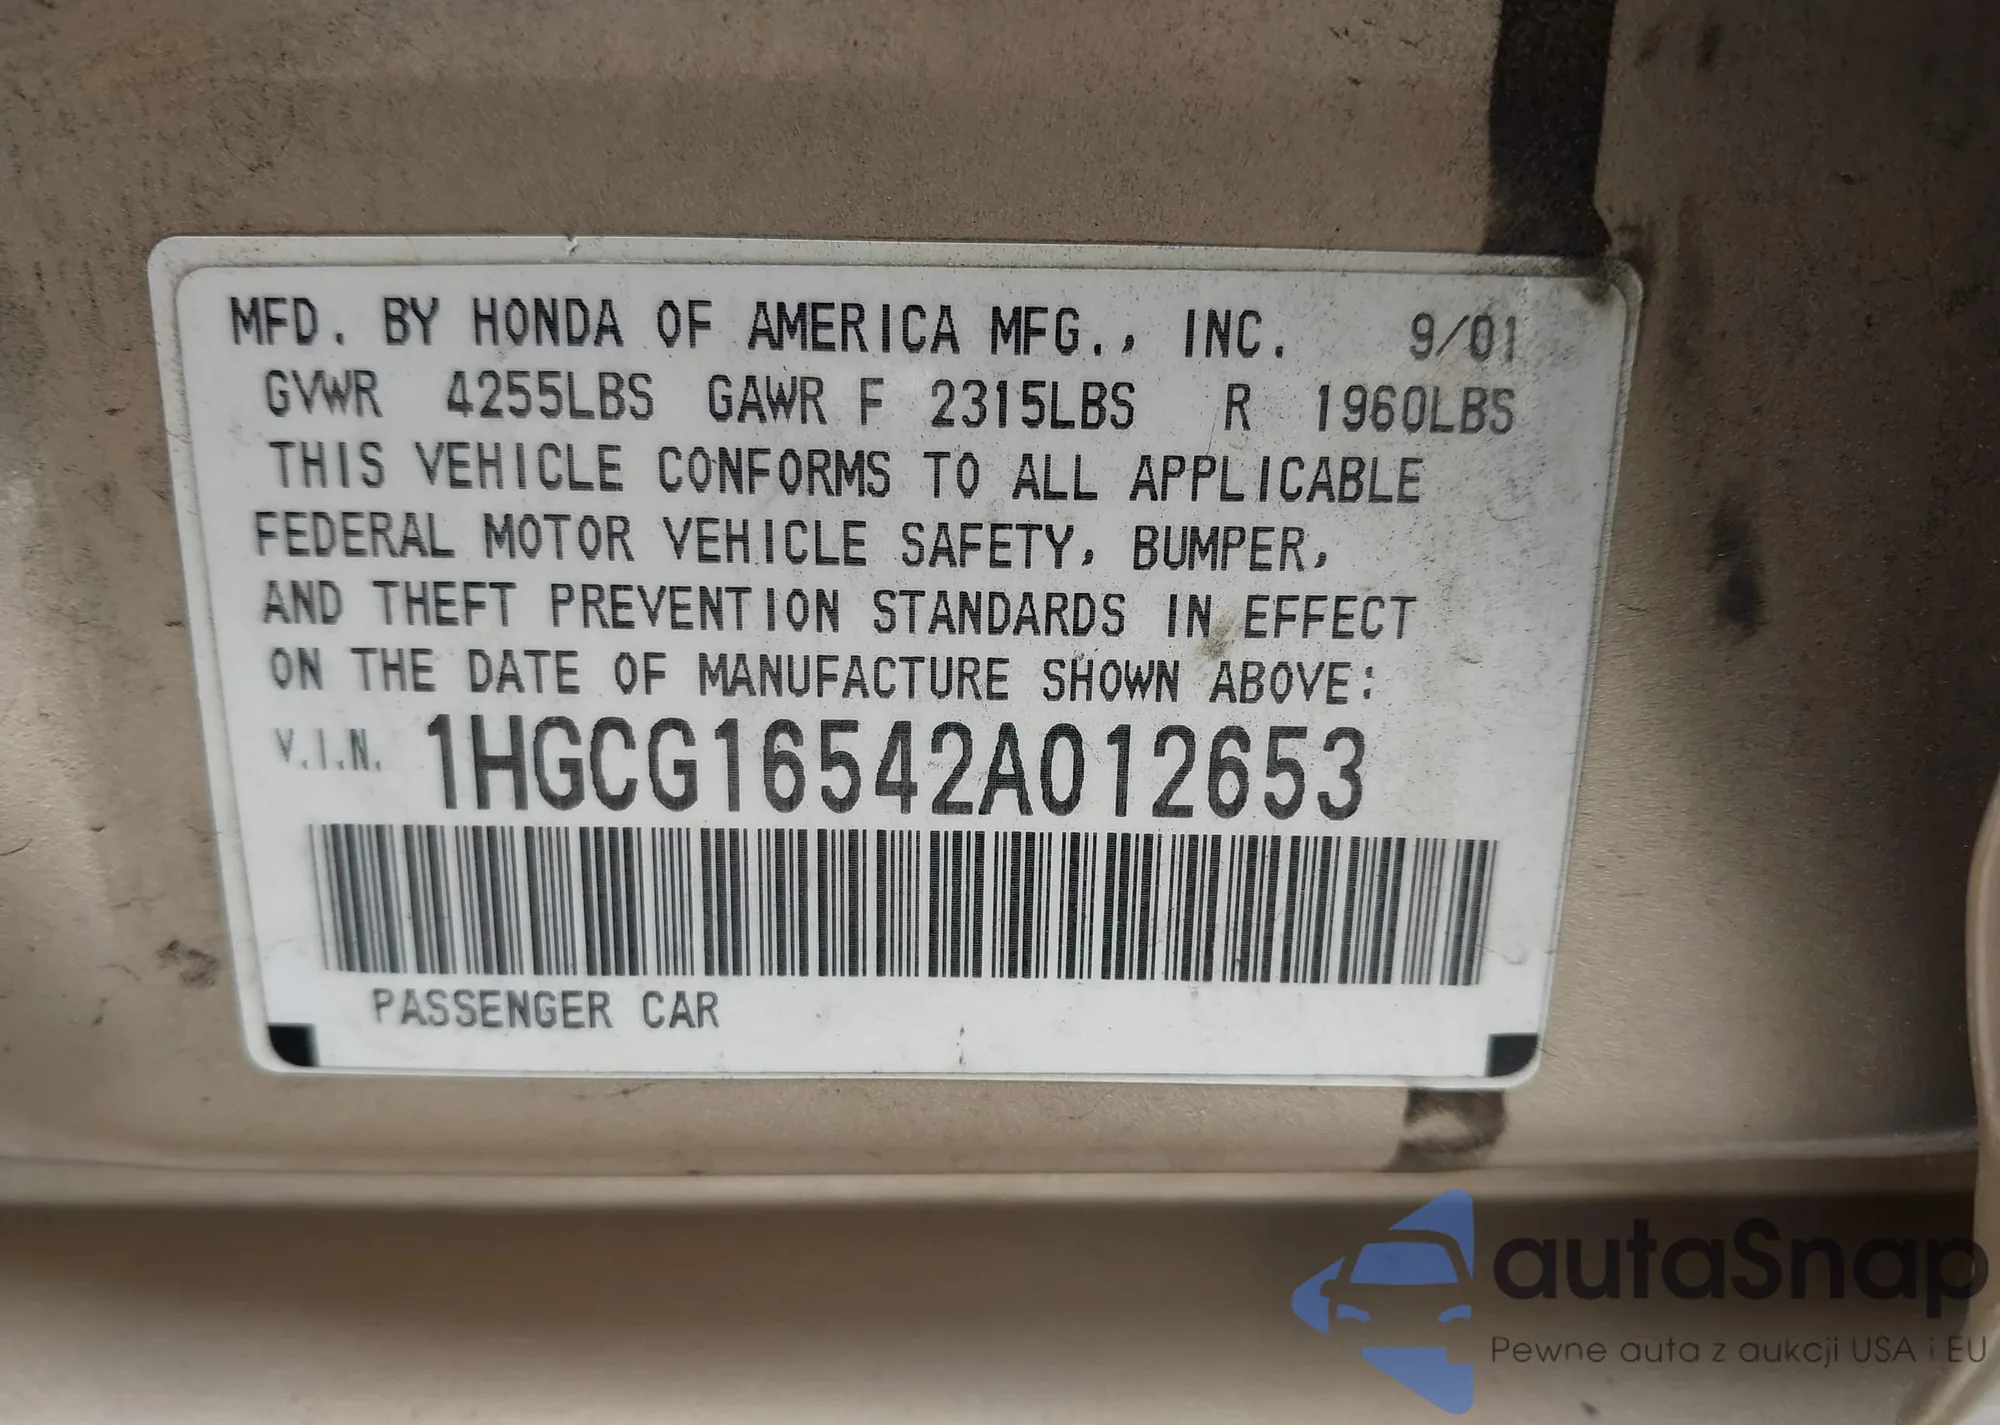 MFD. BY HONDA OF AMERICA MFG., INC. 9/01
GVWR 4255LBS GAWR F 2315LBS R 1960LBS
THIS VEHICLE CONFORMS TO ALL APPLICABLE
FEDERAL MOTOR VEHICLE SAFETY, BUMPER,
AND THEFT PREVENTION STANDARDS IN EFFECT
ON THE DATE OF MANUFACTURE SHOWN ABOVE:
V.I.N. 1HGCG16542A012653
PASSENGER CAR
autaSnap
Pewne auta z aukcji USA i EU